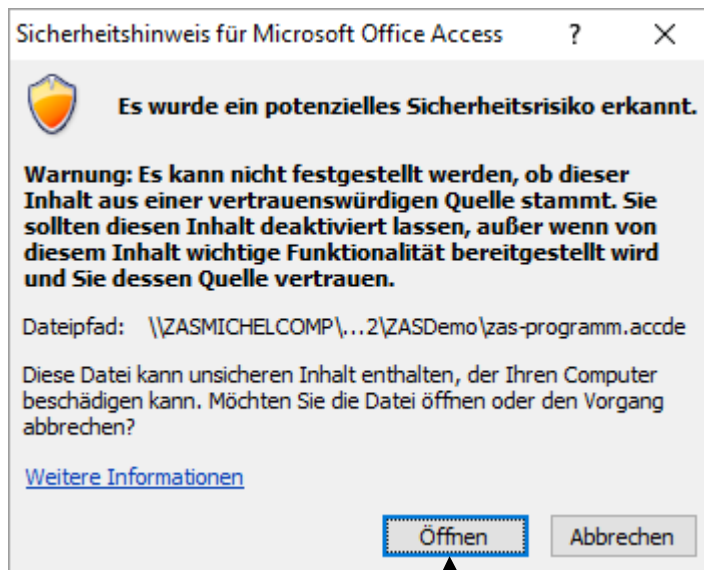 Sicherheitshinweis für Microsoft Office Access ?
Es wurde ein potenzielles Sicherheitsrisiko erkannt.
Warnung: Es kann nicht festgestellt werden, ob dieser
Inhalt aus einer vertrauenswürdigen Quelle stammt. Sie
sollten diesen Inhalt deaktiviert lassen, außer wenn von
diesem Inhalt wichtige Funktionalität bereitgestellt wird
und Sie dessen Quelle vertrauen.
Dateipfad: \\ZASMICHELCOMP\...2\ZASDemo\zas-programm.accde
Diese Datei kann unsicheren Inhalt enthalten, der Ihren Computer
beschädigen kann. Möchten Sie die Datei öffnen oder den Vorgang
abbrechen?
Weitere Informationen
Öffnen Abbrechen